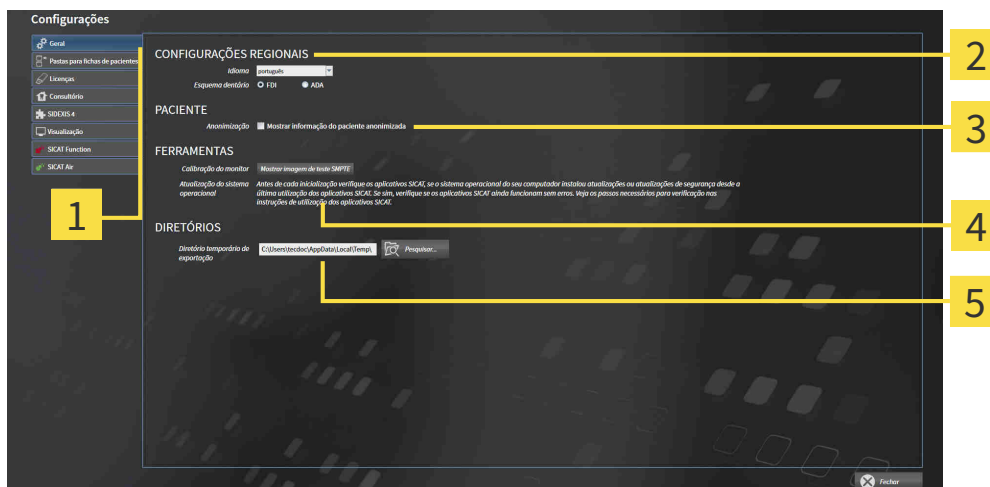 Configurações
Geral
Pastas para fichas de pacientes
Licenças
Consultório
SIDEXIS 4
Visualização
SICAT Function
SICAT Air
1
CONFIGURAÇÕES REGIONAIS
Idioma português
Esquema dentário FDI ADA
PACIENTE
Anonimização Mostrar informação do paciente anonimizada
FERRAMENTAS
Calibração do monitor Mostrar imagem de teste SMPTE
Atualização do sistema operacional
Antes de cada inicialização verifique os aplicativos SICAT, se o sistema operacional do seu computador instalou atualizações ou atualizações de segurança desde a
última utilização dos aplicativos SICAT. Se sim, verifique se os aplicativos SICAT ainda funcionam sem erros. Veja os passos necessários para verificação nas
instruções de utilização dos aplicativos SICAT.
DIRETÓRIOS
Diretório temporário de exportação
C:\Users\tecdoc\AppData\Local\Temp\ Pesquisar...
Fechar
2
3
4
5